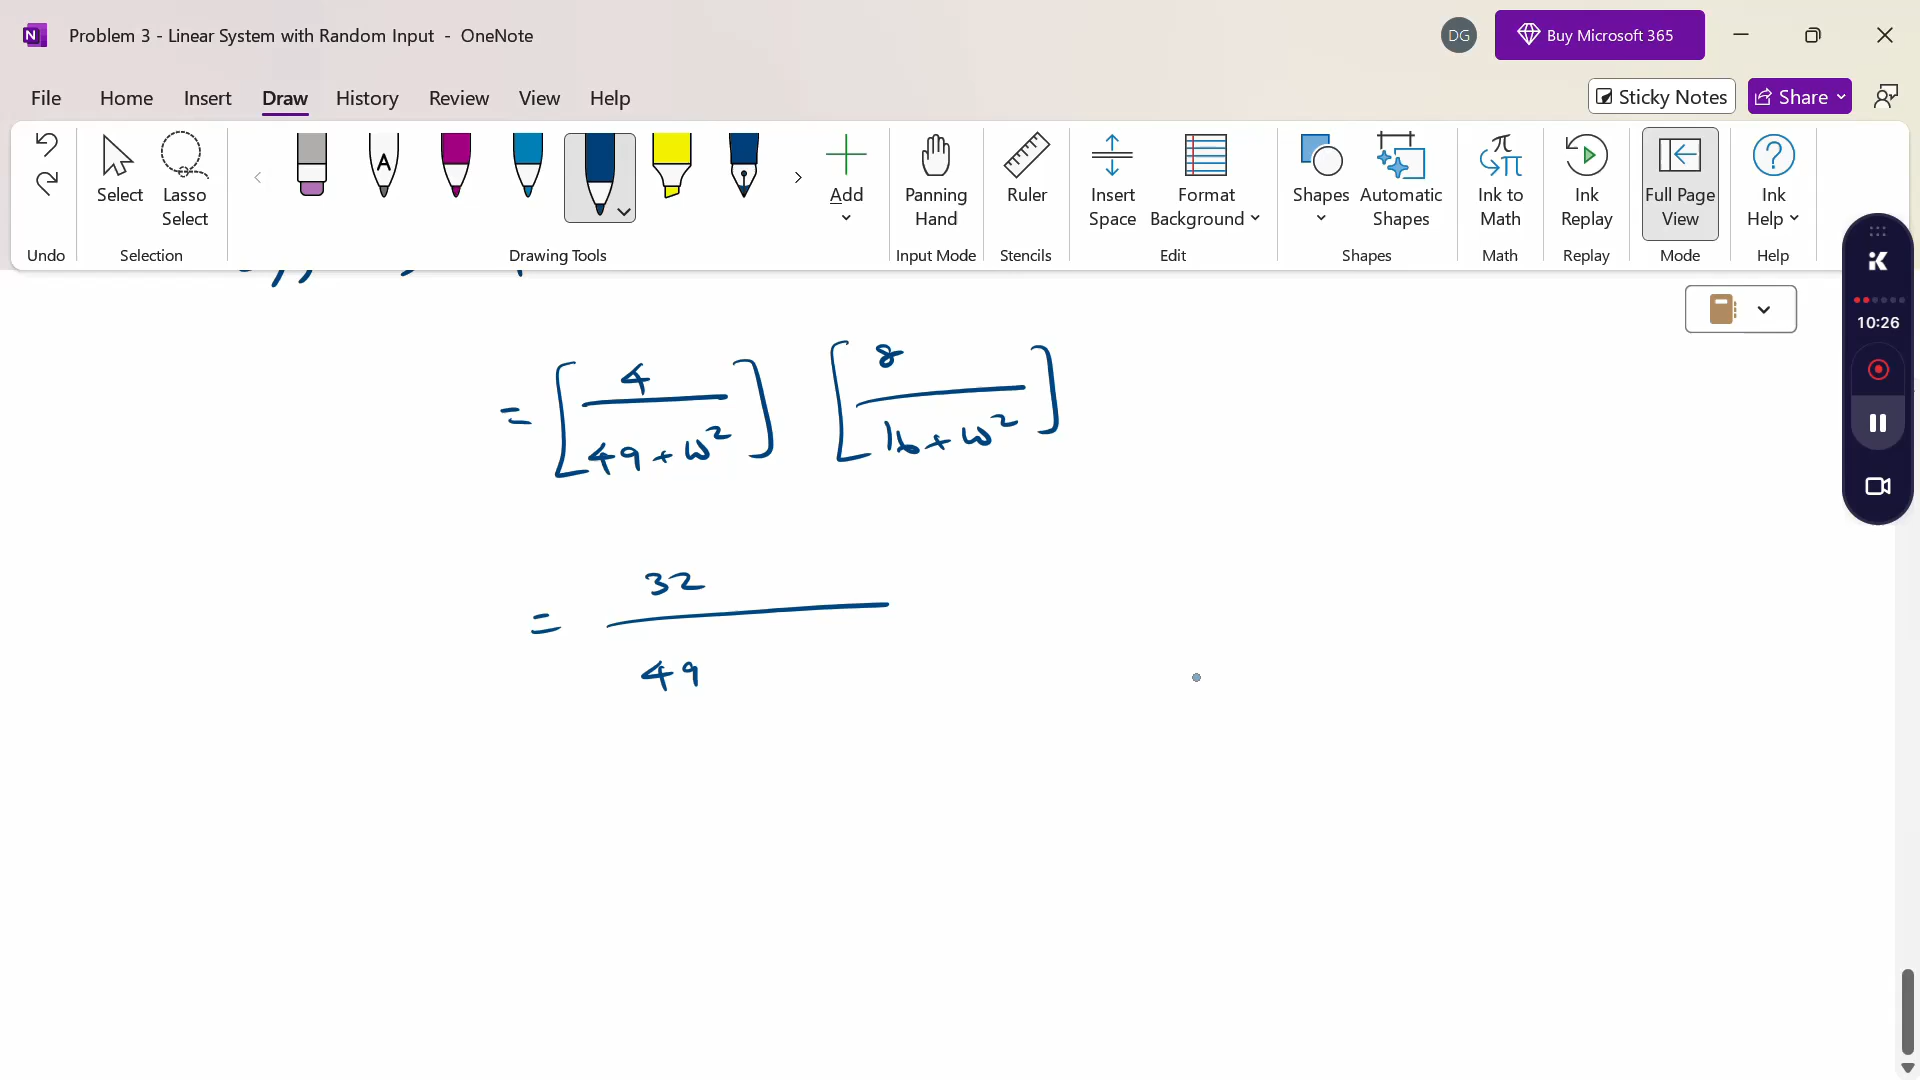 Problem 3 - Linear System with Random Input - OneNote
DG
Buy Microsoft 365
File Home Insert Draw History Review View Help
Sticky Notes
Share
A
Select
Lasso Select
Add
Panning Hand
Ruler
Insert Space
Format Background
Shapes
Automatic Shapes
Ink to Math
Ink Replay
Full Page View
Ink Help
Undo
Selection
Drawing Tools
Input Mode
Stencils
Edit
Shapes
Math
Replay
Mode
Help
10:26
= [4/(49+ω²)] [8/(16+ω²)]
= 32/49